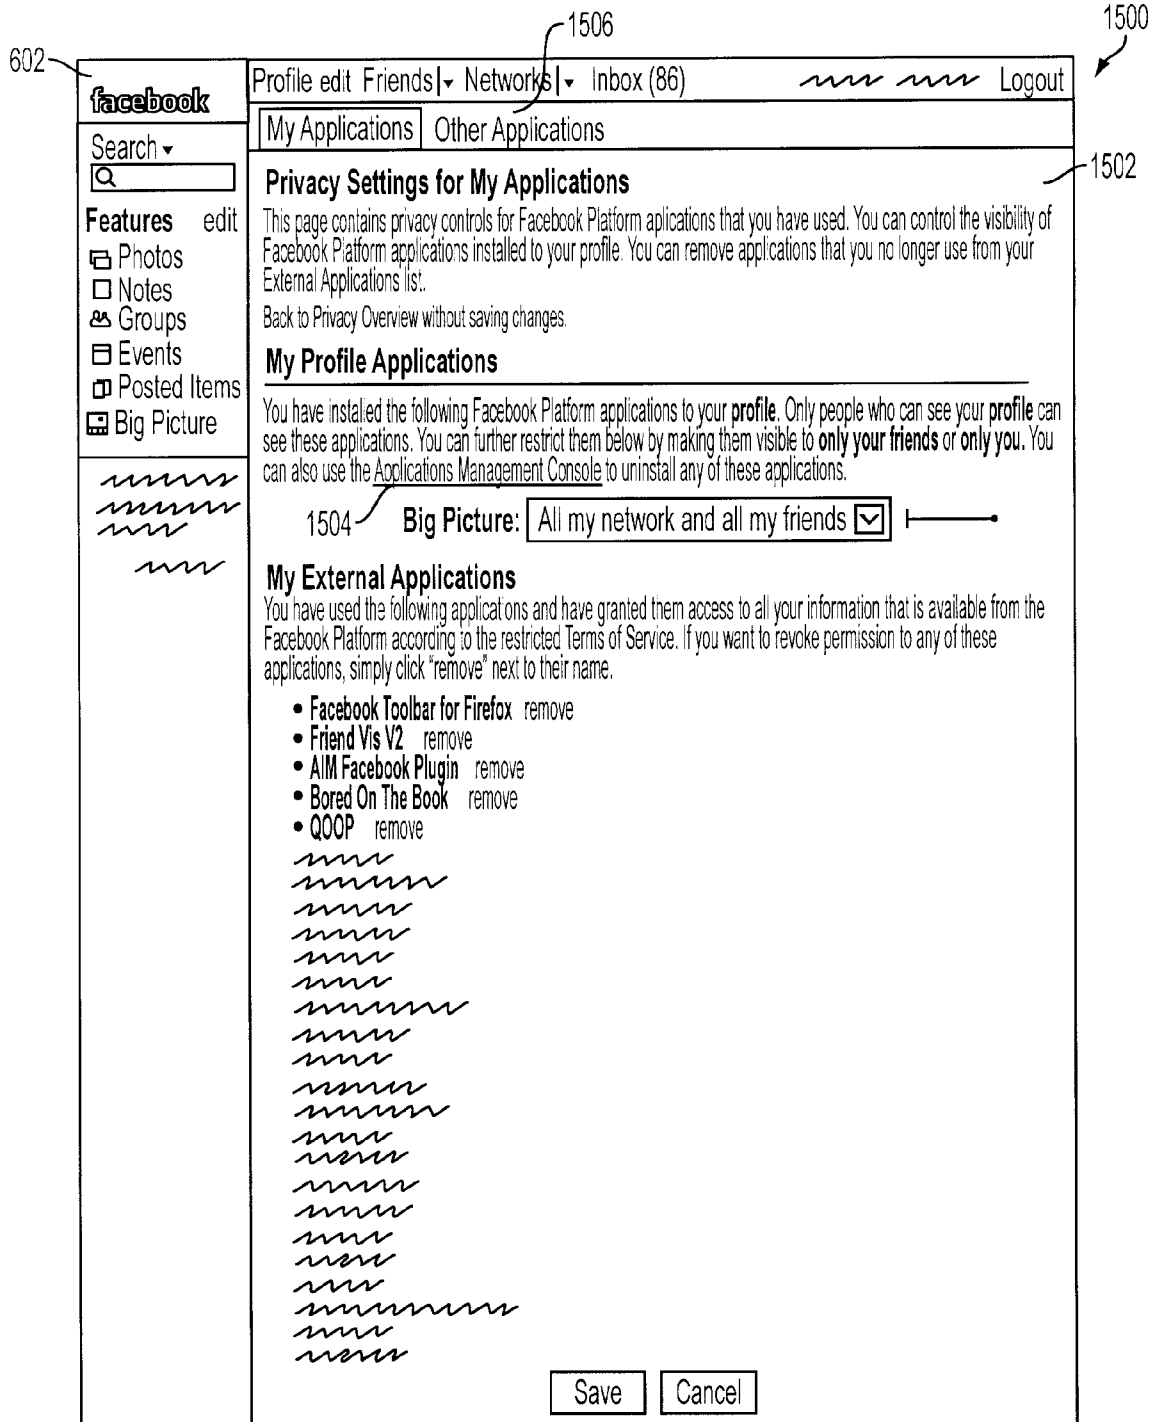 1500
1506
602
facebook
Profile edit Friends Networks Inbox (86) Logout
My Applications Other Applications
Search
1502
Features edit
Photos
Notes
Groups
Events
Posted Items
Big Picture
Privacy Settings for My Applications
This page contains privacy controls for Facebook Platform aplications that you have used. You can control the visibility of
Facebook Platform applications installed to your profile. You can remove applications that you no longer use from your
External Applications list.
Back to Privacy Overview without saving changes.
My Profile Applications
You have installed the following Facebook Platform applications to your profile. Only people who can see your profile can
see these applications. You can further restrict them below by making them visible to only your friends or only you. You
can also use the Applications Management Console to uninstall any of these applications.
1504
Big Picture: All my network and all my friends
My External Applications
You have used the following applications and have granted them access to all your information that is available from the
Facebook Platform according to the restricted Terms of Service. If you want to revoke permission to any of these
applications, simply click “remove” next to their name.
• Facebook Toolbar for Firefox remove
• Friend Vis V2 remove
• AIM Facebook Plugin remove
• Bored On The Book remove
• QOOP remove
Save Cancel